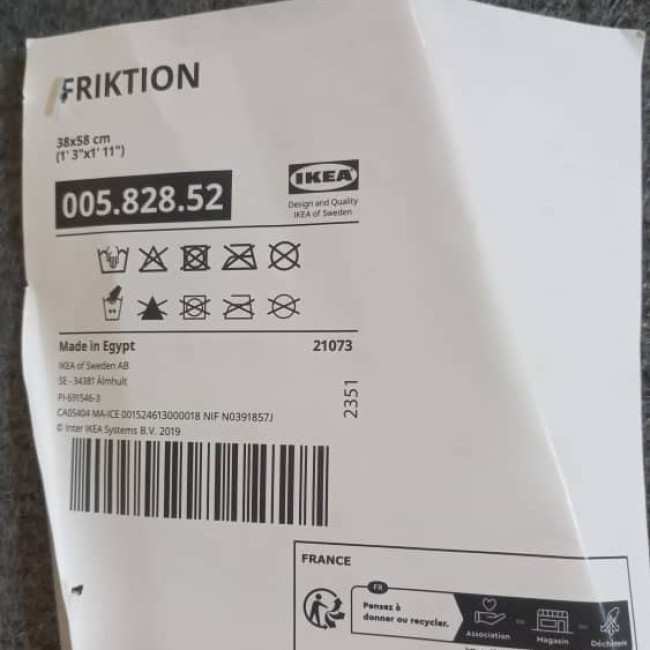 FRIKTION
38x58 cm
(1' 3"x1' 11")
005.828.52
IKEA
Design and Quality
IKEA of Sweden
Made in Egypt
21073
IKEA of Sweden AB
SE - 34381 Älmhult
PI-691546-3
2351
CA05404 MA-ICE 001524613000018 NIF N0391857J
© Inter IKEA Systems B.V. 2019
FRANCE
FR
Pensez à
donner ou recycler.
Association
Magasin